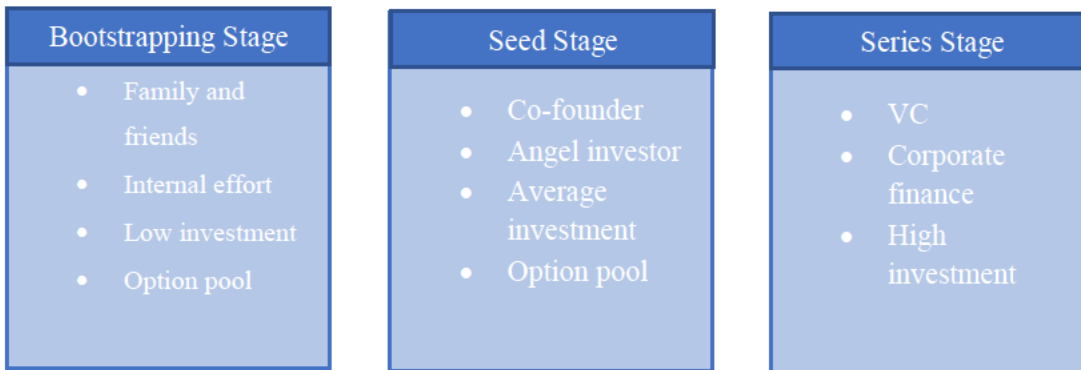 Bootstrapping Stage
• Family and
friends
• Internal effort
• Low investment
• Option pool
Seed Stage
• Co-founder
• Angel investor
• Average
investment
• Option pool
Series Stage
• VC
• Corporate
finance
• High
investment